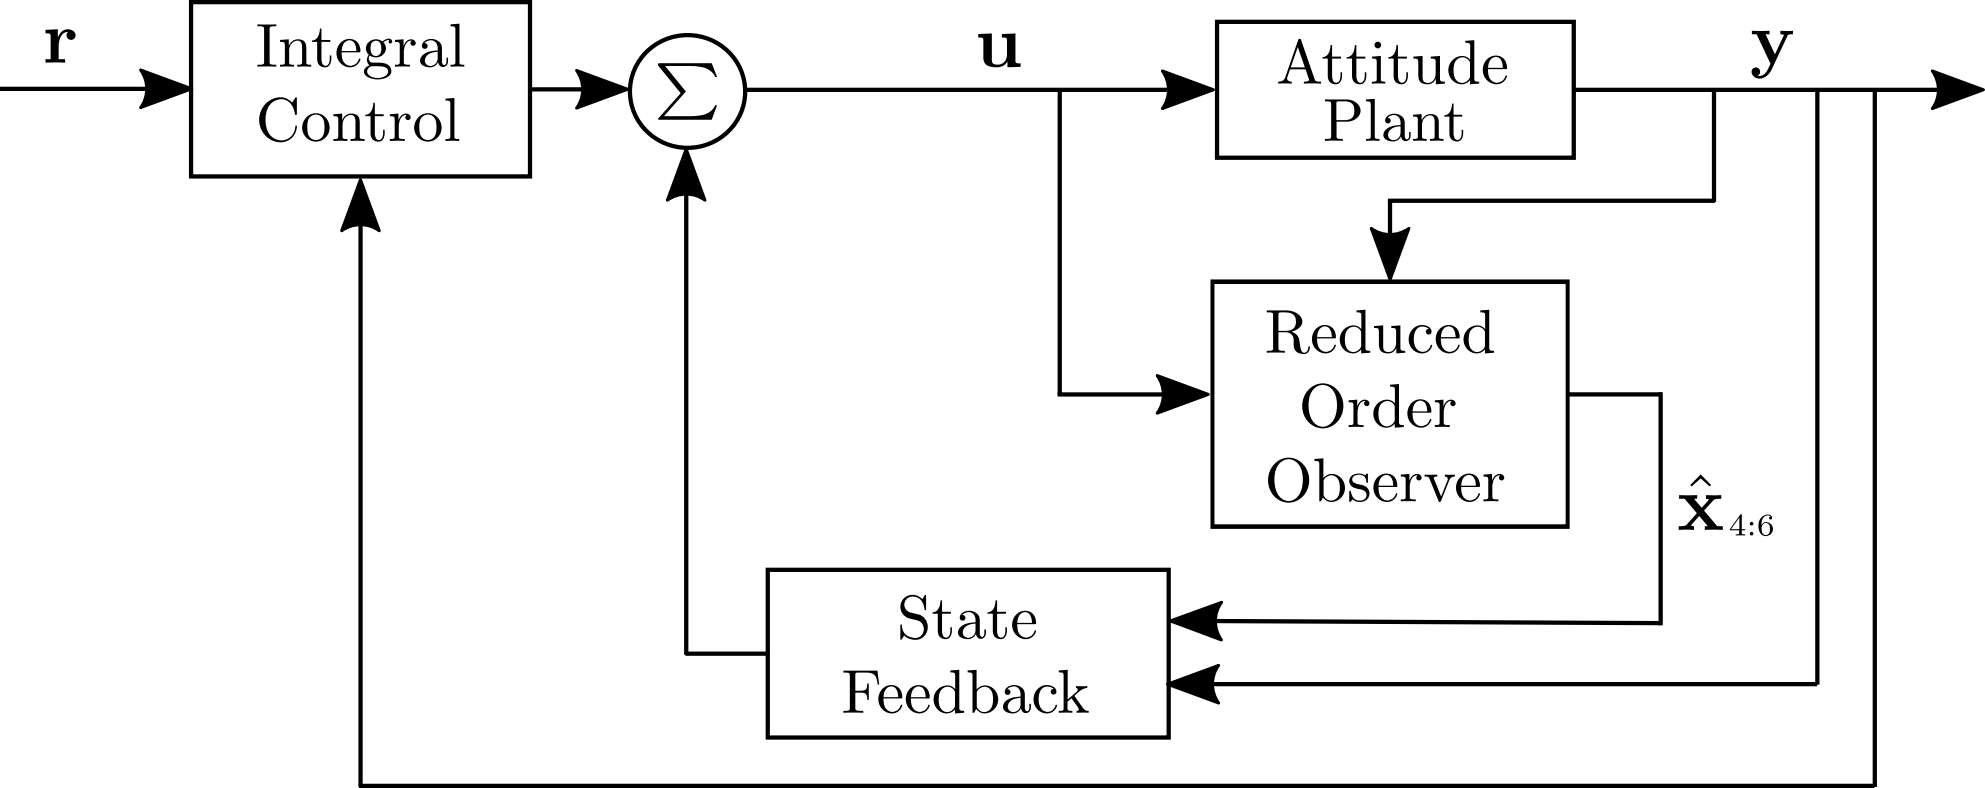 r
Integral
Control
∑
u
Attitude
Plant
y
Reduced
Order
Observer
x̂4:6
State
Feedback